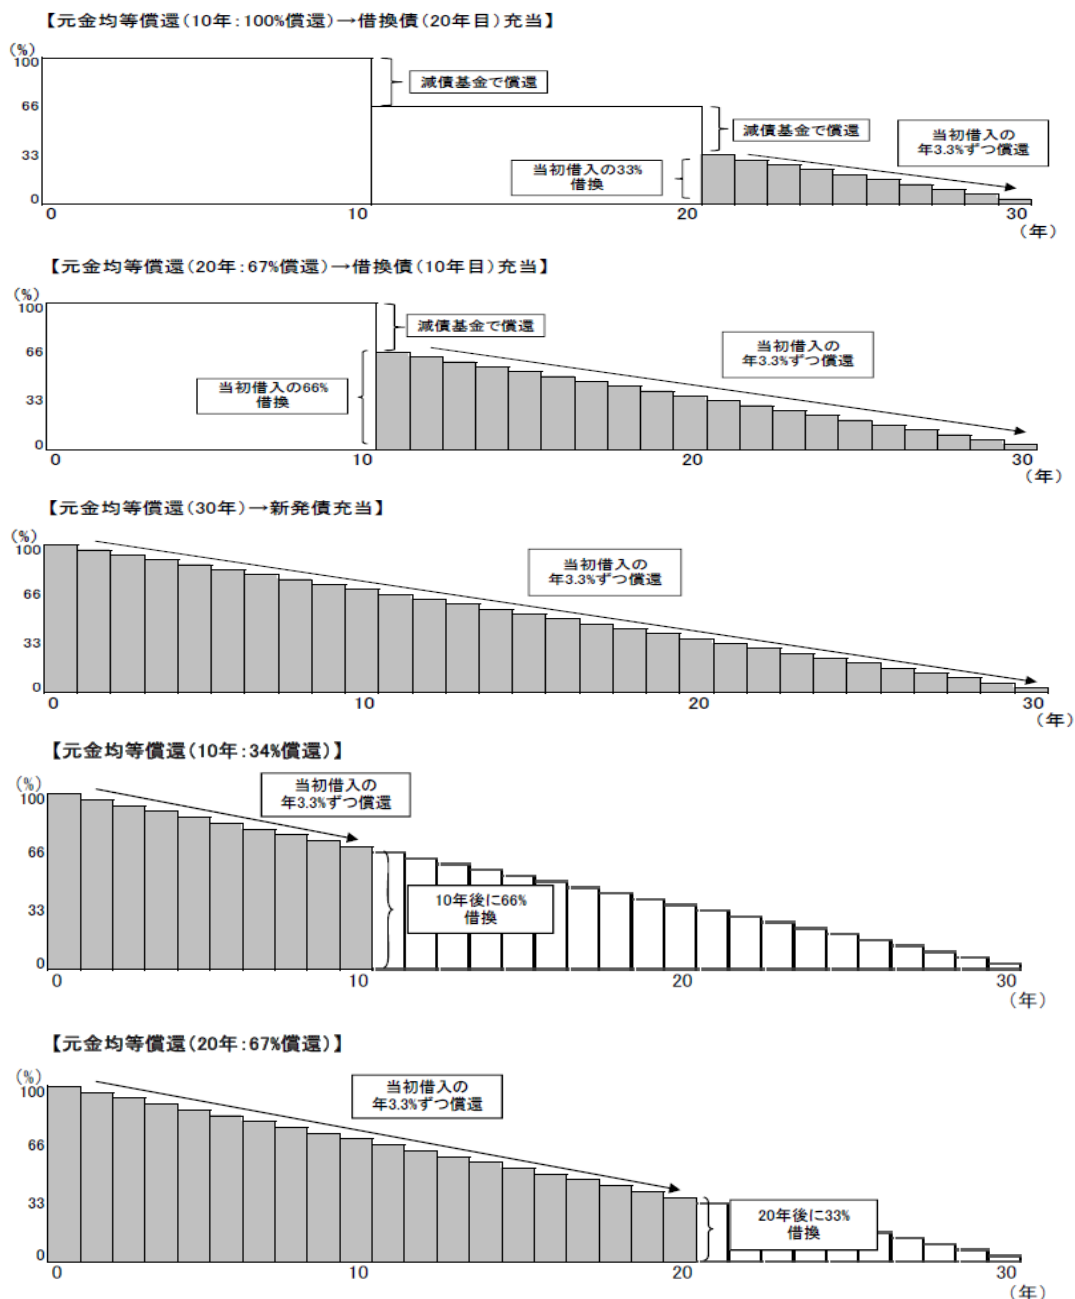 【元金均等償還(10年:100%償還)→借換債(20年目)充当】
(%)
100
減債基金で償還
66
減債基金で償還
当初借入の
年3.3%ずつ償還
33
当初借入の33%
借換
0
0
10
20
30
(年)
【元金均等償還(20年:67%償還)→借換債(10年目)充当】
(%)
100
減債基金で償還
当初借入の
年3.3%ずつ償還
66
当初借入の66%
借換
33
0
0
10
20
30
(年)
【元金均等償還(30年)→新発債充当】
(%)
100
当初借入の
年3.3%ずつ償還
66
33
0
0
10
20
30
(年)
【元金均等償還(10年:34%償還)】
(%)
100
当初借入の
年3.3%ずつ償還
66
10年後に66%
借換
33
0
0
10
20
30
(年)
【元金均等償還(20年:67%償還)】
(%)
100
当初借入の
年3.3%ずつ償還
66
33
20年後に33%
借換
0
0
10
20
30
(年)